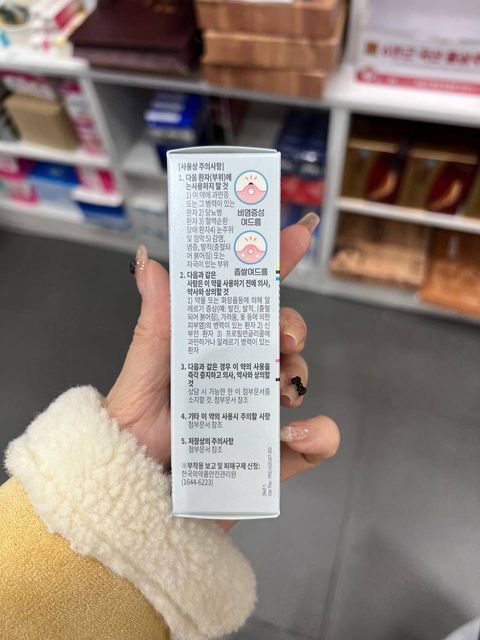 [사용상 주의사항]
1. 다음 환자(부위)에
는사용하지 말 것
1) 이 약에 과민증
또는 그 병력이 있는
환자 2) 당뇨병
환자 3) 혈액순환
장애 환자4) 눈주위
및 점막 5) 감염,
염증, 발적(충혈되
어 붉어짐) 또는
자극이 있는 부위
비염증성
여드름
좁쌀여드름
2. 다음과 같은
사람은 이 약을 사용하기 전에 의사,
약사와 상의할 것
1) 약물 또는 화장품등에 의해 알
레르기 증상(예: 발진, 발적, (충혈
되어 붉어짐), 가려움, 옻 등에 의한
피부염)의 병력이 있는 환자 2) 신
부전 환자 3) 프로필렌글리콜에
과민하거나 알레르기 병력이 있는
환자
3. 다음과 같은 경우 이 약의 사용을
즉각 중지하고 의사, 약사와 상의할
것
상담 시 가능한 한 이 첨부문서를
소지할 것. 첨부문서 참조
4. 기타 이 약의 사용시 주의할 사항
첨부문서 참조
5. 저장상의 주의사항
첨부문서 참조
※부작용 보고 및 피해구제 신청:
한국의약품안전관리원
(1644-6223)